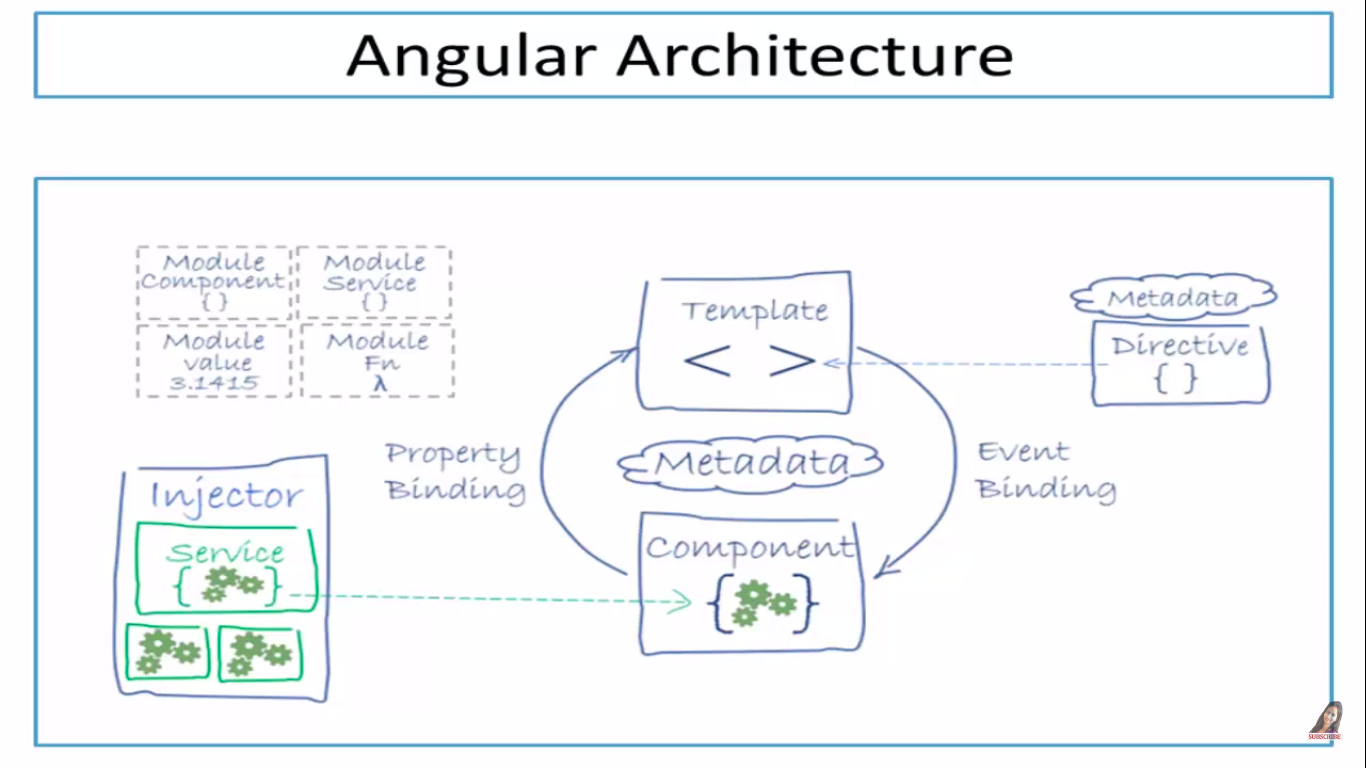 Angular Architecture
Module
Component
{ }
Module
Service
{ }
Module
value
3.1415
Module
Fn
λ
Template
< >
Metadata
Directive
{ }
Property
Binding
Metadata
Event
Binding
Injector
Service
{ }
Component
{ }
SUBSCRIBE